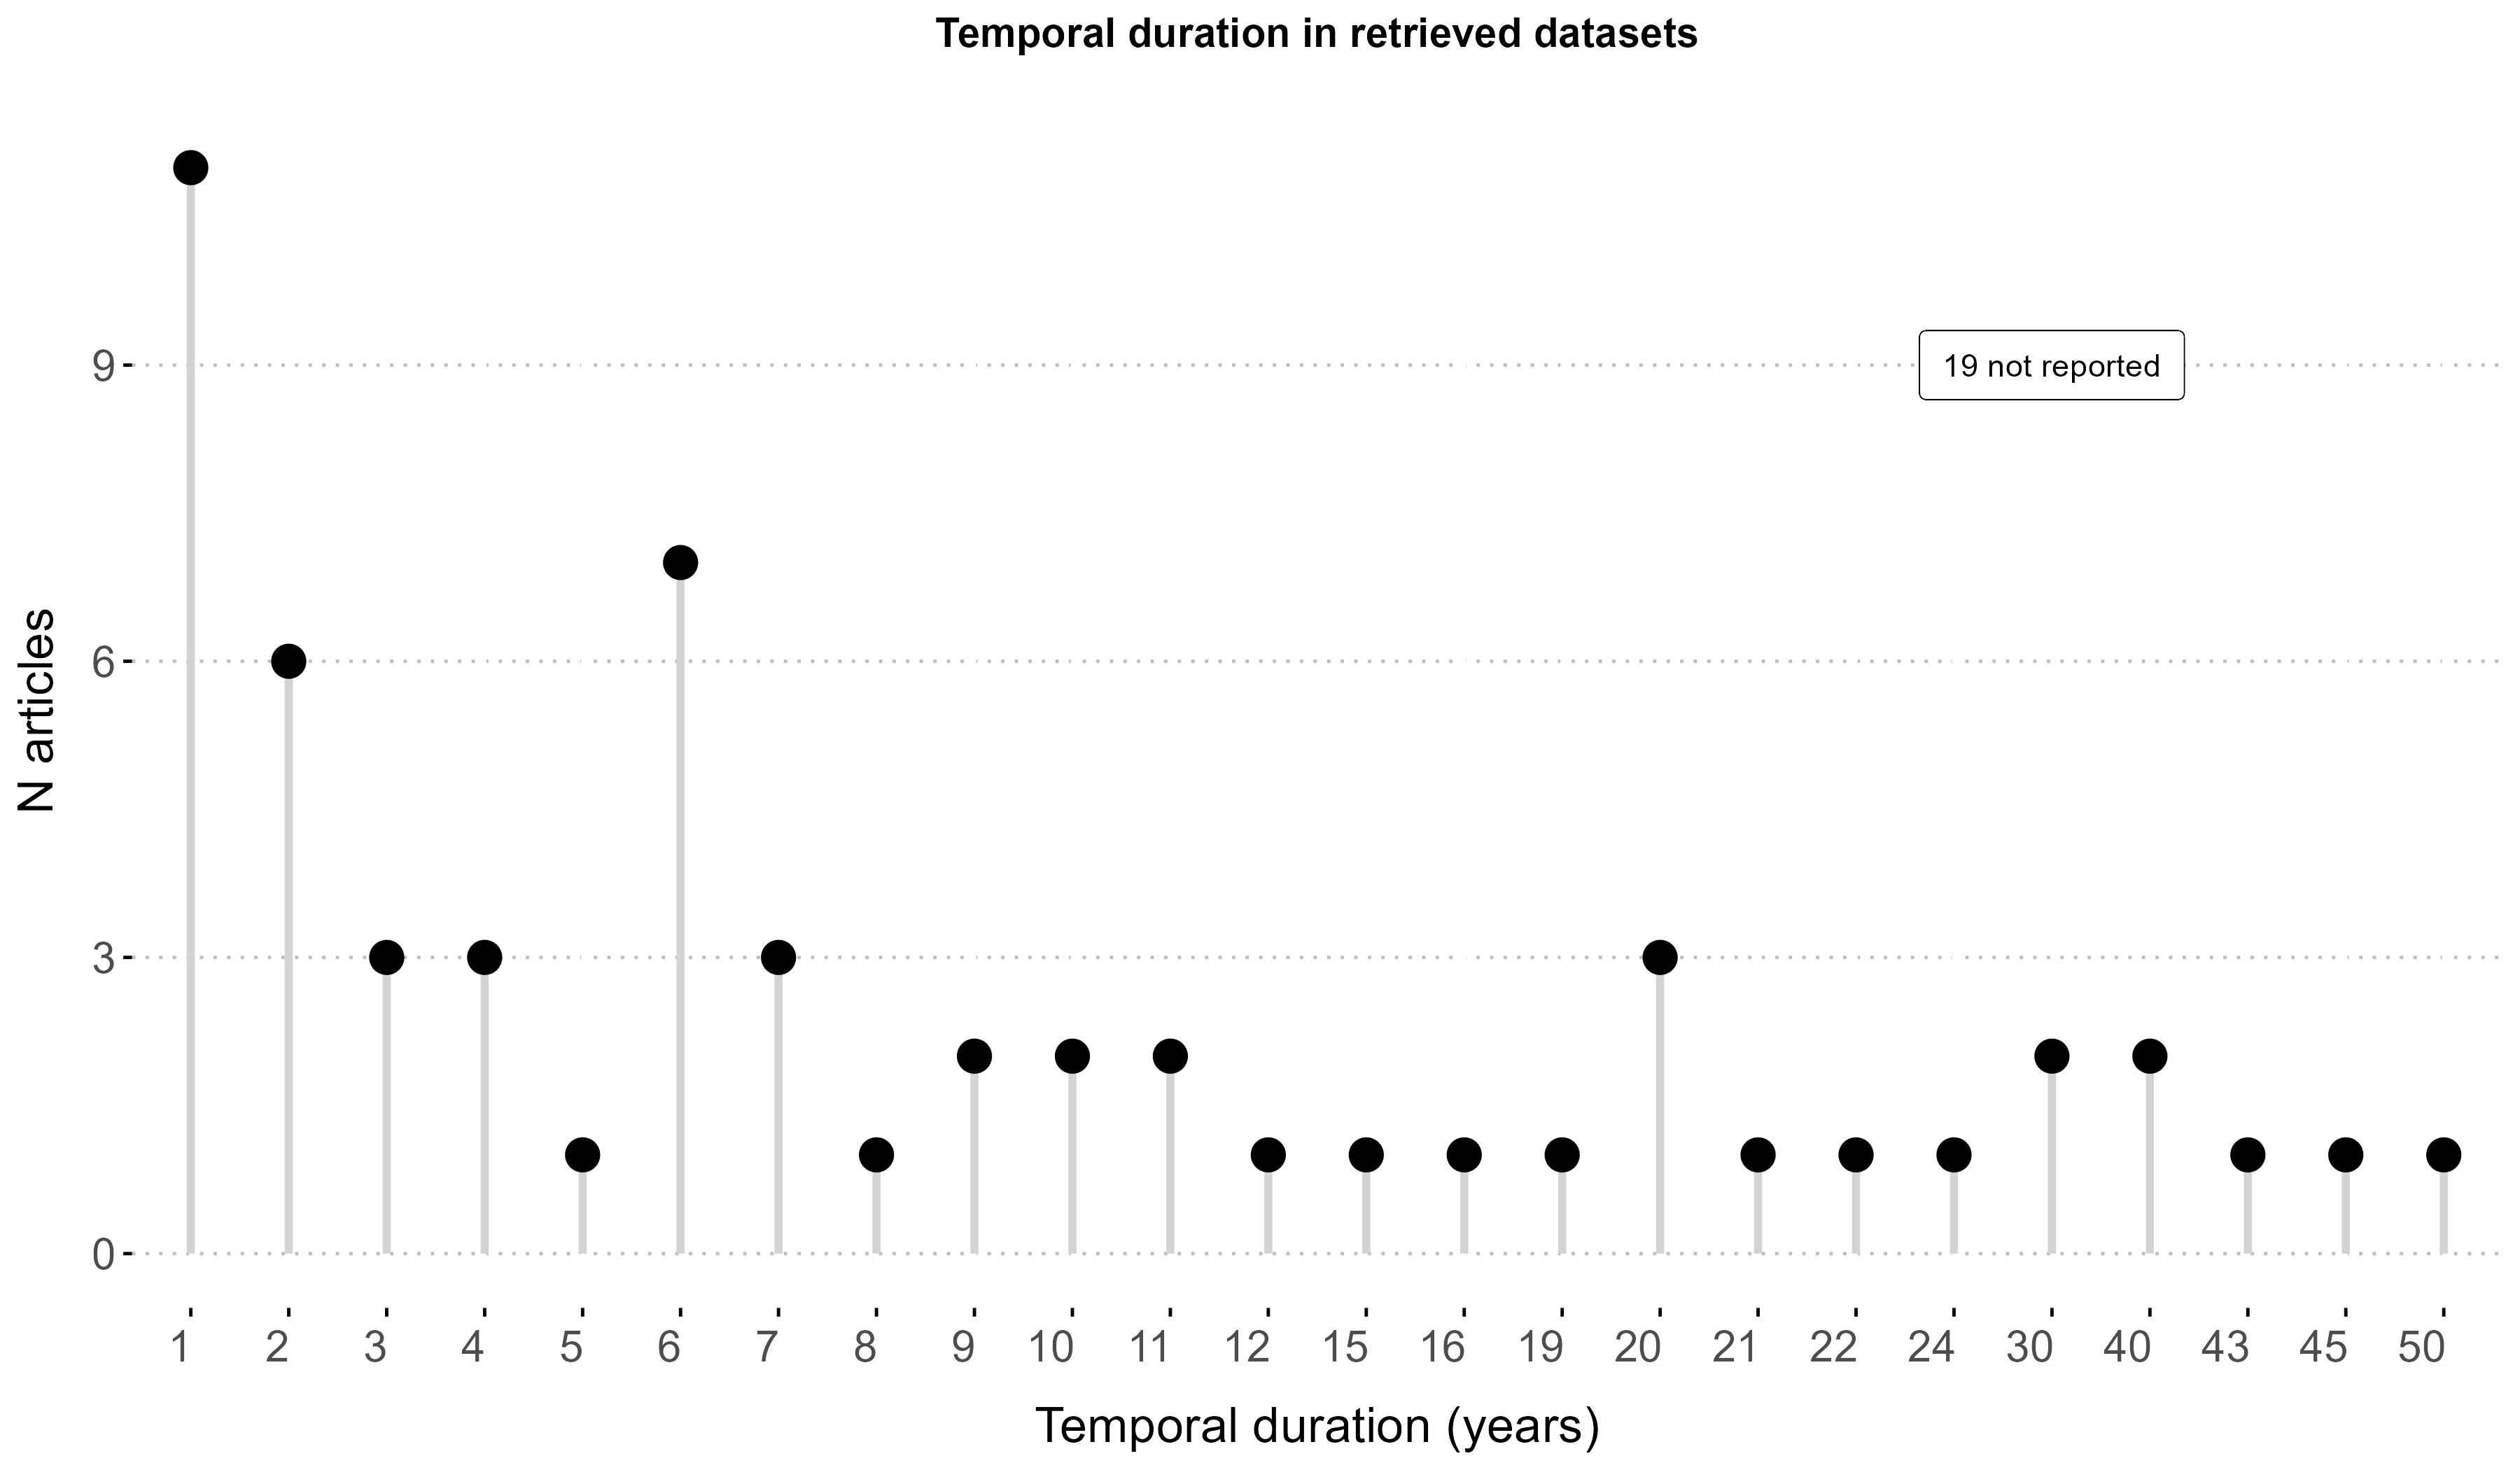 Temporal duration in retrieved datasets
9
19 not reported
6
N articles
3
0
1 2 3 4 5 6 7 8 9 10 11 12 15 16 19 20 21 22 24 30 40 43 45 50
Temporal duration (years)